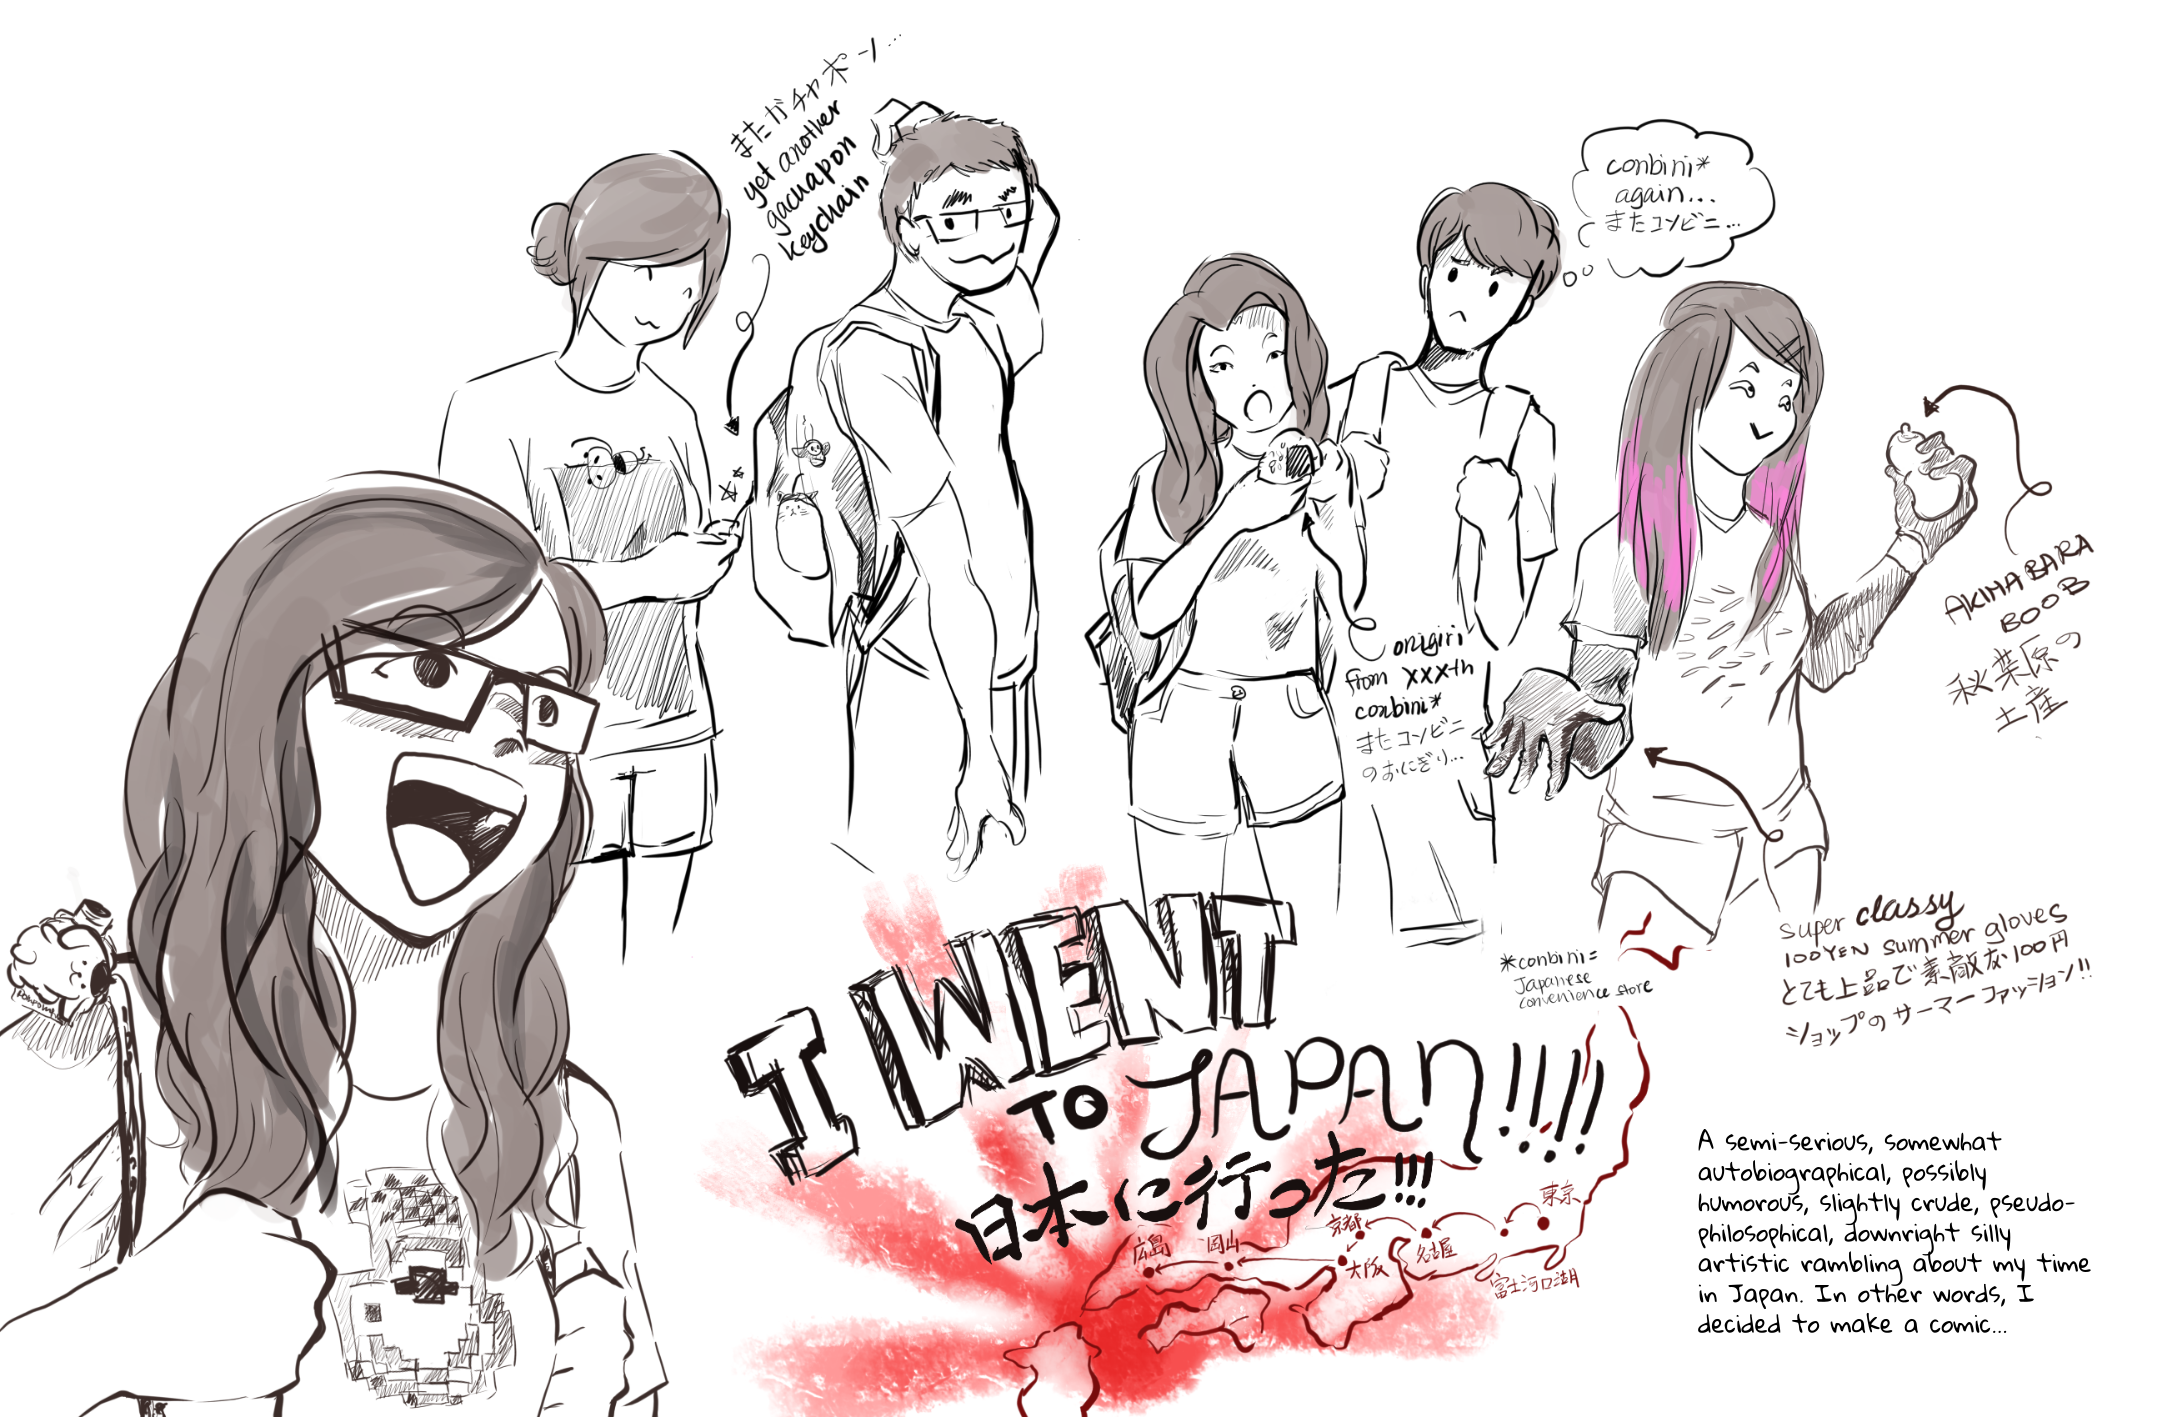 またガチャポン...
yet another
gacuapon
keychain
conbini*
again...
またコンビニ...
AKIHABARA
BOOB
秋葉原の
土産
onigiri
from XXXth
conbini*
またコンビニ
のおにぎり...
super classy
100YEN summer gloves
とても上品で素敵な100円
ショップのサーマーファッション!!
*conbini=
Japanese
convenience store
ponpon
I WENT
TO JAPAN!!!!
日本に行った!!!
東京
京都
名古屋
広島
岡山
大阪
富士河口湖
A semi-serious, somewhat
autobiographical, possibly
humorous, slightly crude, pseudo-
philosophical, downright silly
artistic rambling about my time
in Japan. In other words, I
decided to make a comic...